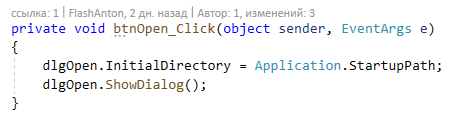 ссылка: 1 | FlashAnton, 2 дн. назад | Автор: 1, изменений: 3
private void btnOpen_Click(object sender, EventArgs e)
{
    dlgOpen.InitialDirectory = Application.StartupPath;
    dlgOpen.ShowDialog();
}